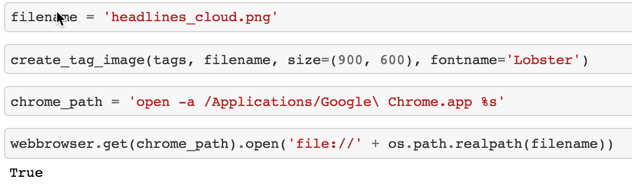 filename = 'headlines_cloud.png'
create_tag_image(tags, filename, size=(900, 600), fontname='Lobster')
chrome_path = 'open -a /Applications/Google\ Chrome.app %s'
webbrowser.get(chrome_path).open('file://' + os.path.realpath(filename))
True